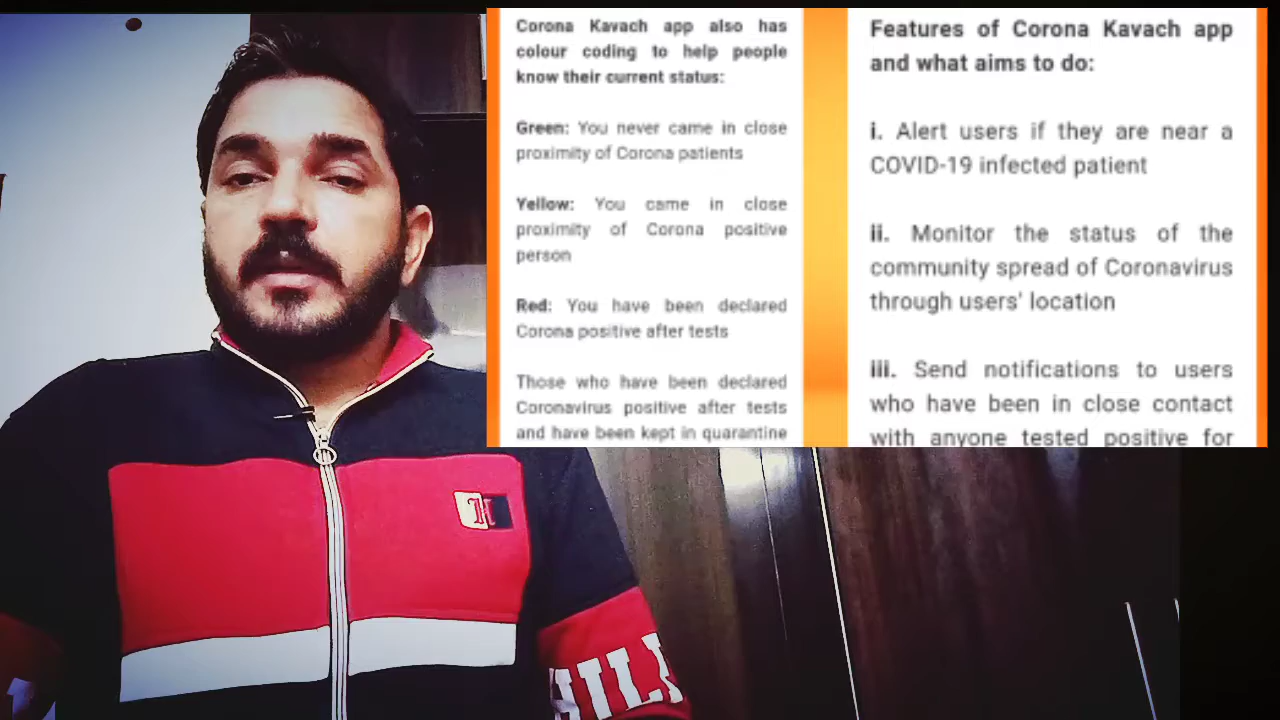 Corona Kavach app also has
colour coding to help people
know their current status:
Green: You never came in close
proximity of Corona patients
Yellow: You came in close
proximity of Corona positive
person
Red: You have been declared
Corona positive after tests
Those who have been declared
Coronavirus positive after tests
and have been kept in quarantine
Features of Corona Kavach app
and what aims to do:
i. Alert users if they are near a
COVID-19 infected patient
ii. Monitor the status of the
community spread of Coronavirus
through users' location
iii. Send notifications to users
who have been in close contact
with anyone tested positive for
H